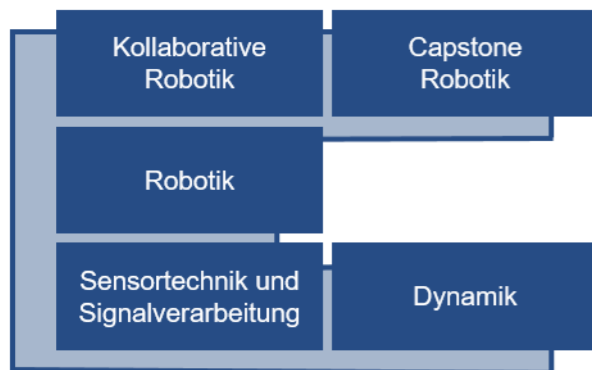 Kollaborative
Robotik
Capstone
Robotik
Robotik
Sensortechnik und
Signalverarbeitung
Dynamik